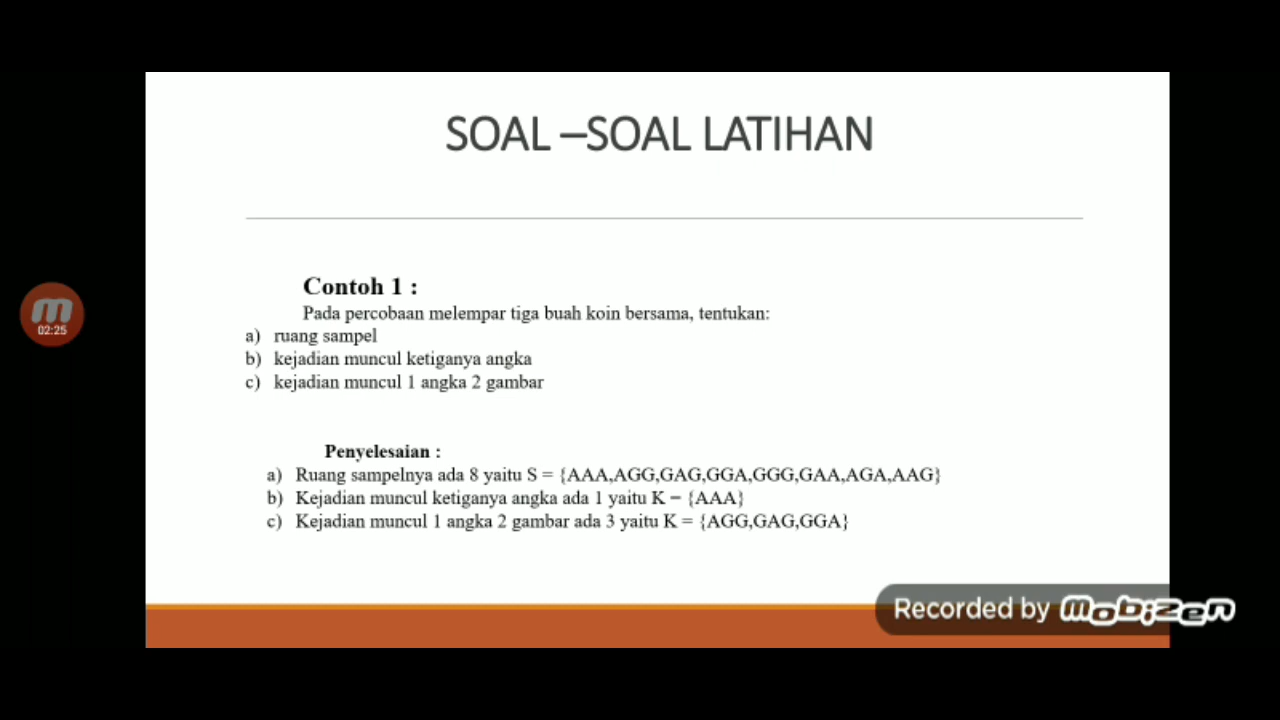 SOAL –SOAL LATIHAN
Contoh 1 :
Pada percobaan melempar tiga buah koin bersama, tentukan:
a) ruang sampel
b) kejadian muncul ketiganya angka
c) kejadian muncul 1 angka 2 gambar
Penyelesaian :
a) Ruang sampelnya ada 8 yaitu S = {AAA,AGG,GAG,GGA,GGG,GAA,AGA,AAG}
b) Kejadian muncul ketiganya angka ada 1 yaitu K = {AAA}
c) Kejadian muncul 1 angka 2 gambar ada 3 yaitu K = {AGG,GAG,GGA}
02:25
Recorded by mobizen